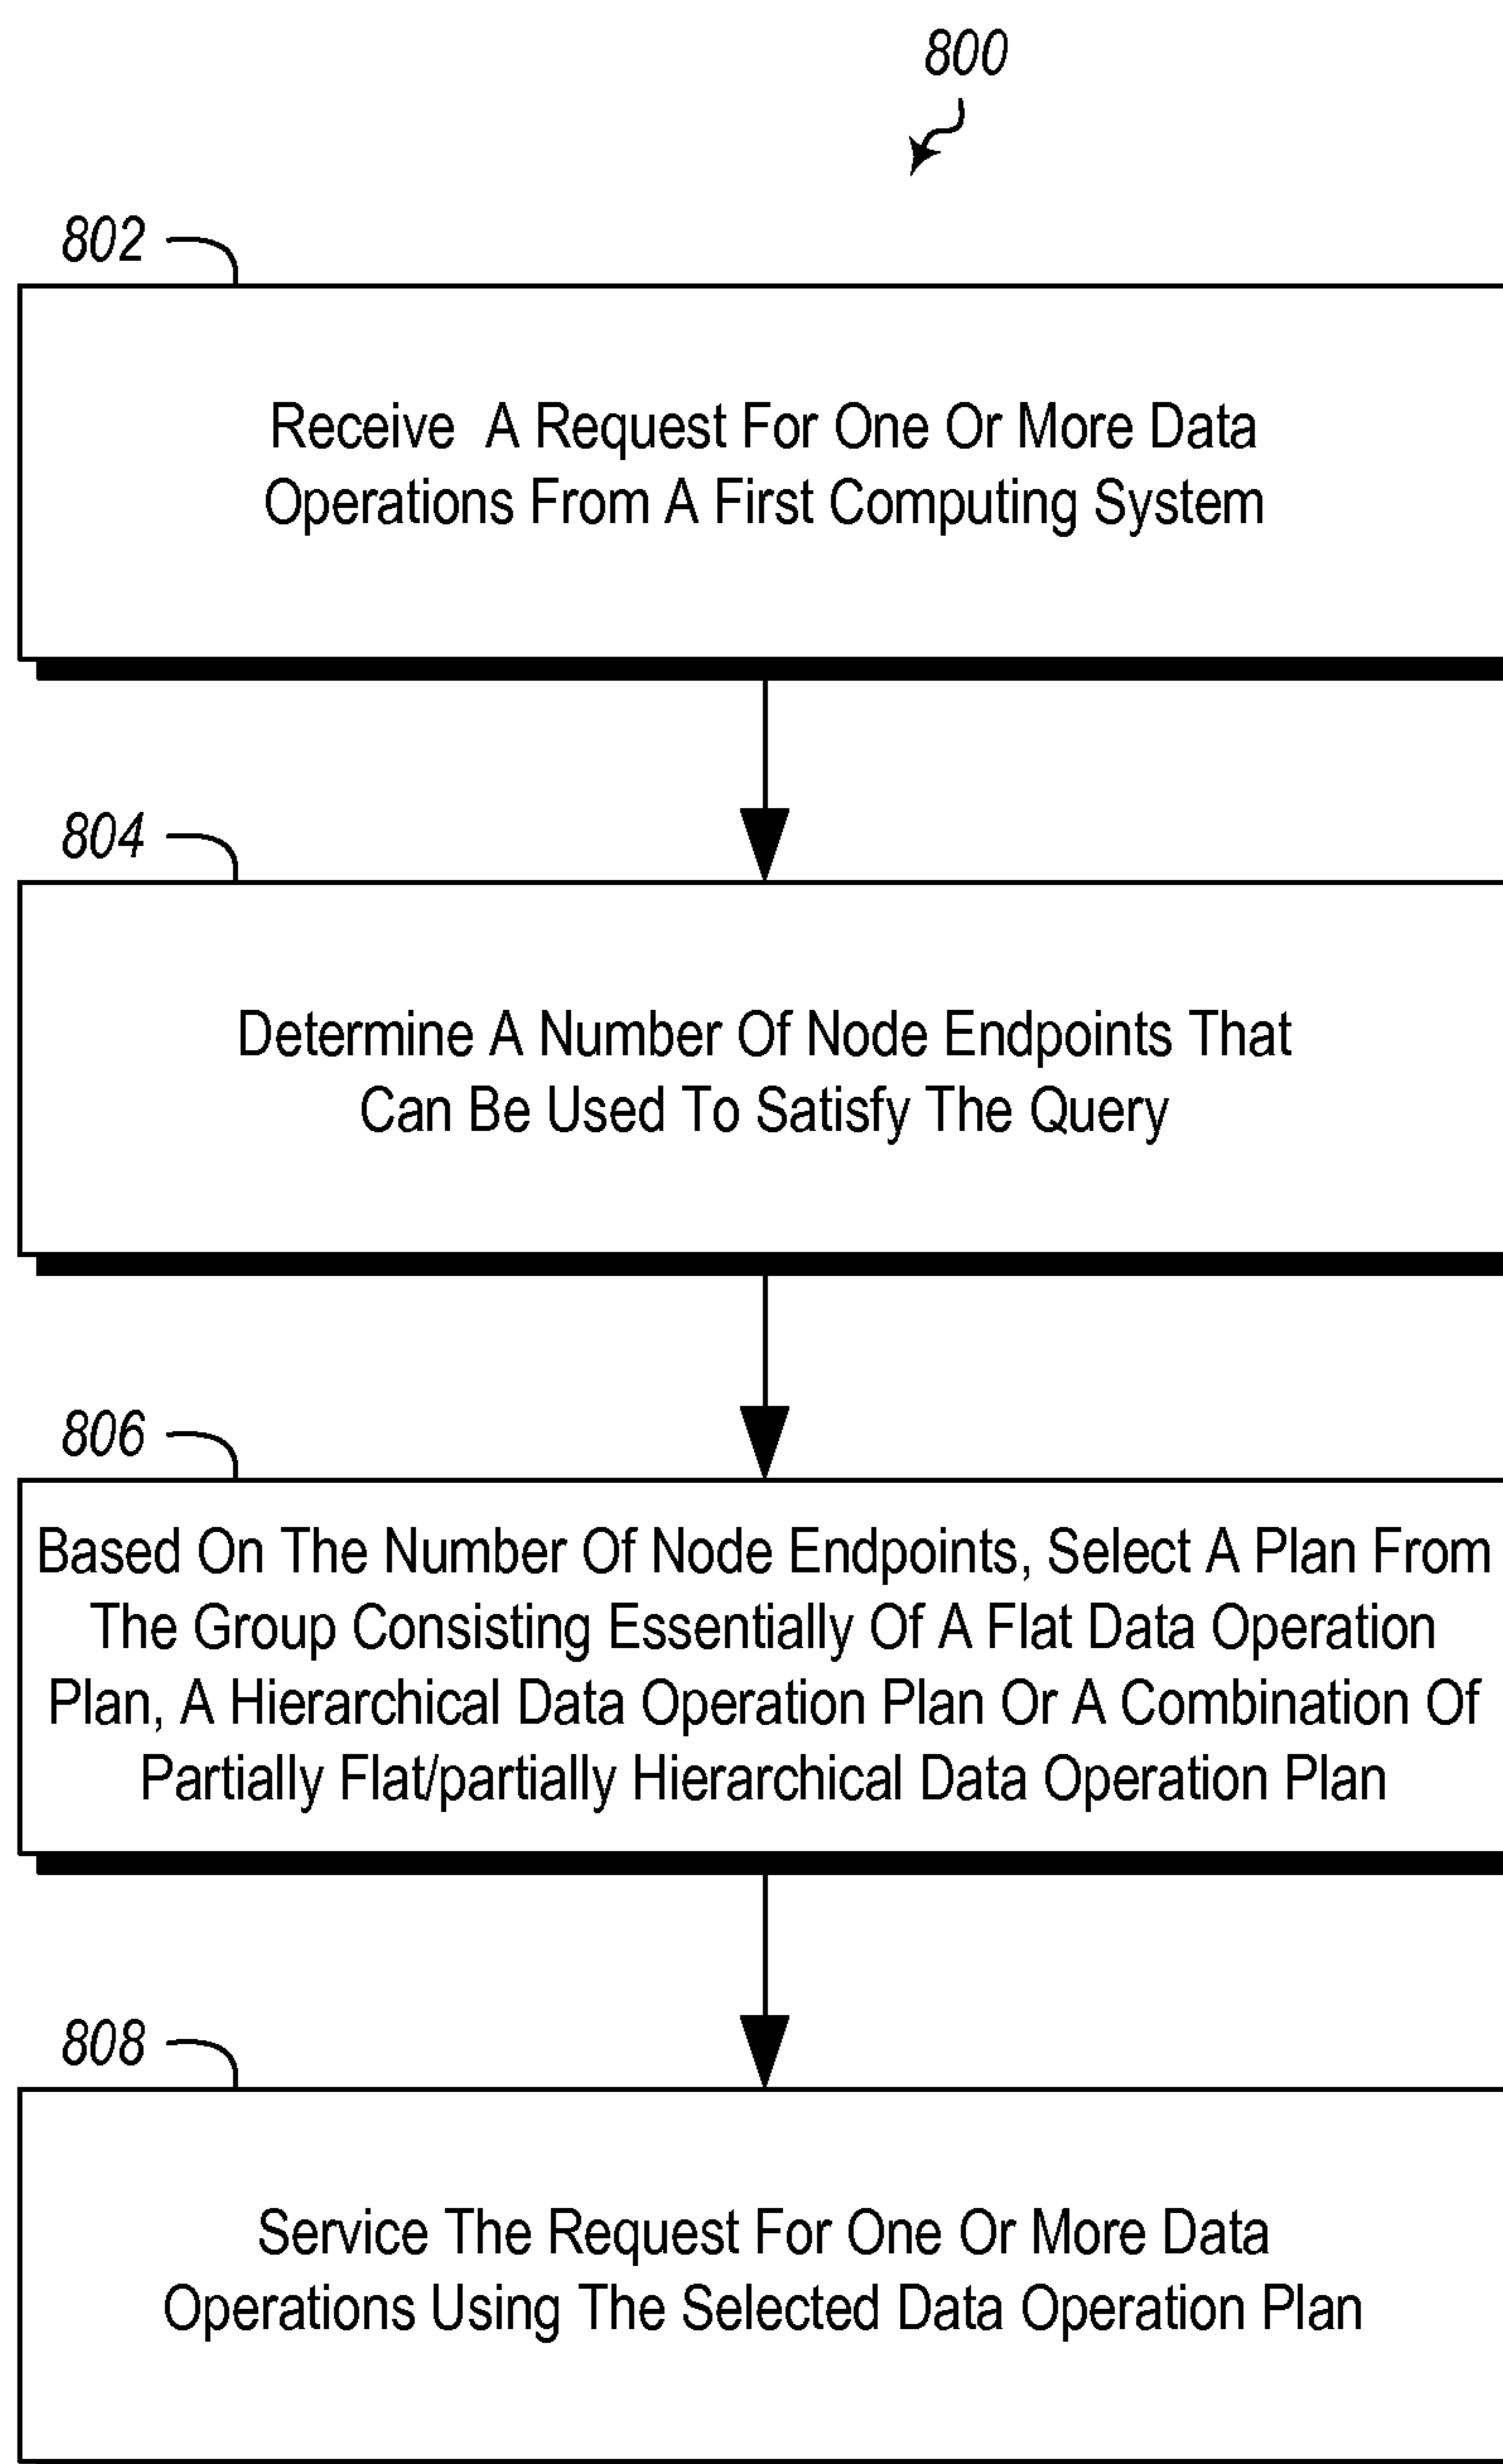 800
802
Receive A Request For One Or More Data
Operations From A First Computing System
804
Determine A Number Of Node Endpoints That
Can Be Used To Satisfy The Query
806
Based On The Number Of Node Endpoints, Select A Plan From
The Group Consisting Essentially Of A Flat Data Operation
Plan, A Hierarchical Data Operation Plan Or A Combination Of
Partially Flat/partially Hierarchical Data Operation Plan
808
Service The Request For One Or More Data
Operations Using The Selected Data Operation Plan